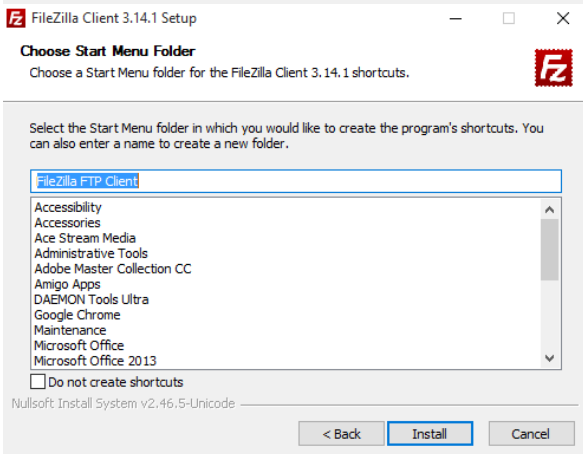 FileZilla Client 3.14.1 Setup
Choose Start Menu Folder
Choose a Start Menu folder for the FileZilla Client 3.14.1 shortcuts.
Fz
Select the Start Menu folder in which you would like to create the program's shortcuts. You
can also enter a name to create a new folder.
FileZilla FTP Client
Accessibility
Accessories
Ace Stream Media
Administrative Tools
Adobe Master Collection CC
Amigo Apps
DAEMON Tools Ultra
Google Chrome
Maintenance
Microsoft Office
Microsoft Office 2013
Do not create shortcuts
Nullsoft Install System v2.46.5-Unicode
< Back
Install
Cancel